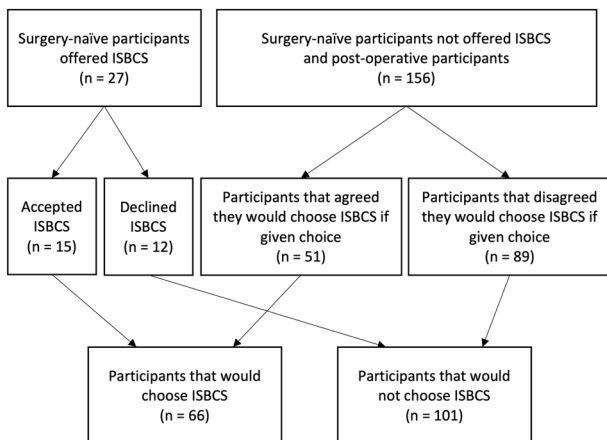 Surgery-naïve participants
offered ISBCS
(n = 27)
Surgery-naïve participants not offered ISBCS
and post-operative participants
(n = 156)
Accepted
ISBCS
(n = 15)
Declined
ISBCS
(n = 12)
Participants that agreed
they would choose ISBCS if
given choice
(n = 51)
Participants that disagreed
they would choose ISBCS if
given choice
(n = 89)
Participants that would
choose ISBCS
(n = 66)
Participants that would
not choose ISBCS
(n = 101)